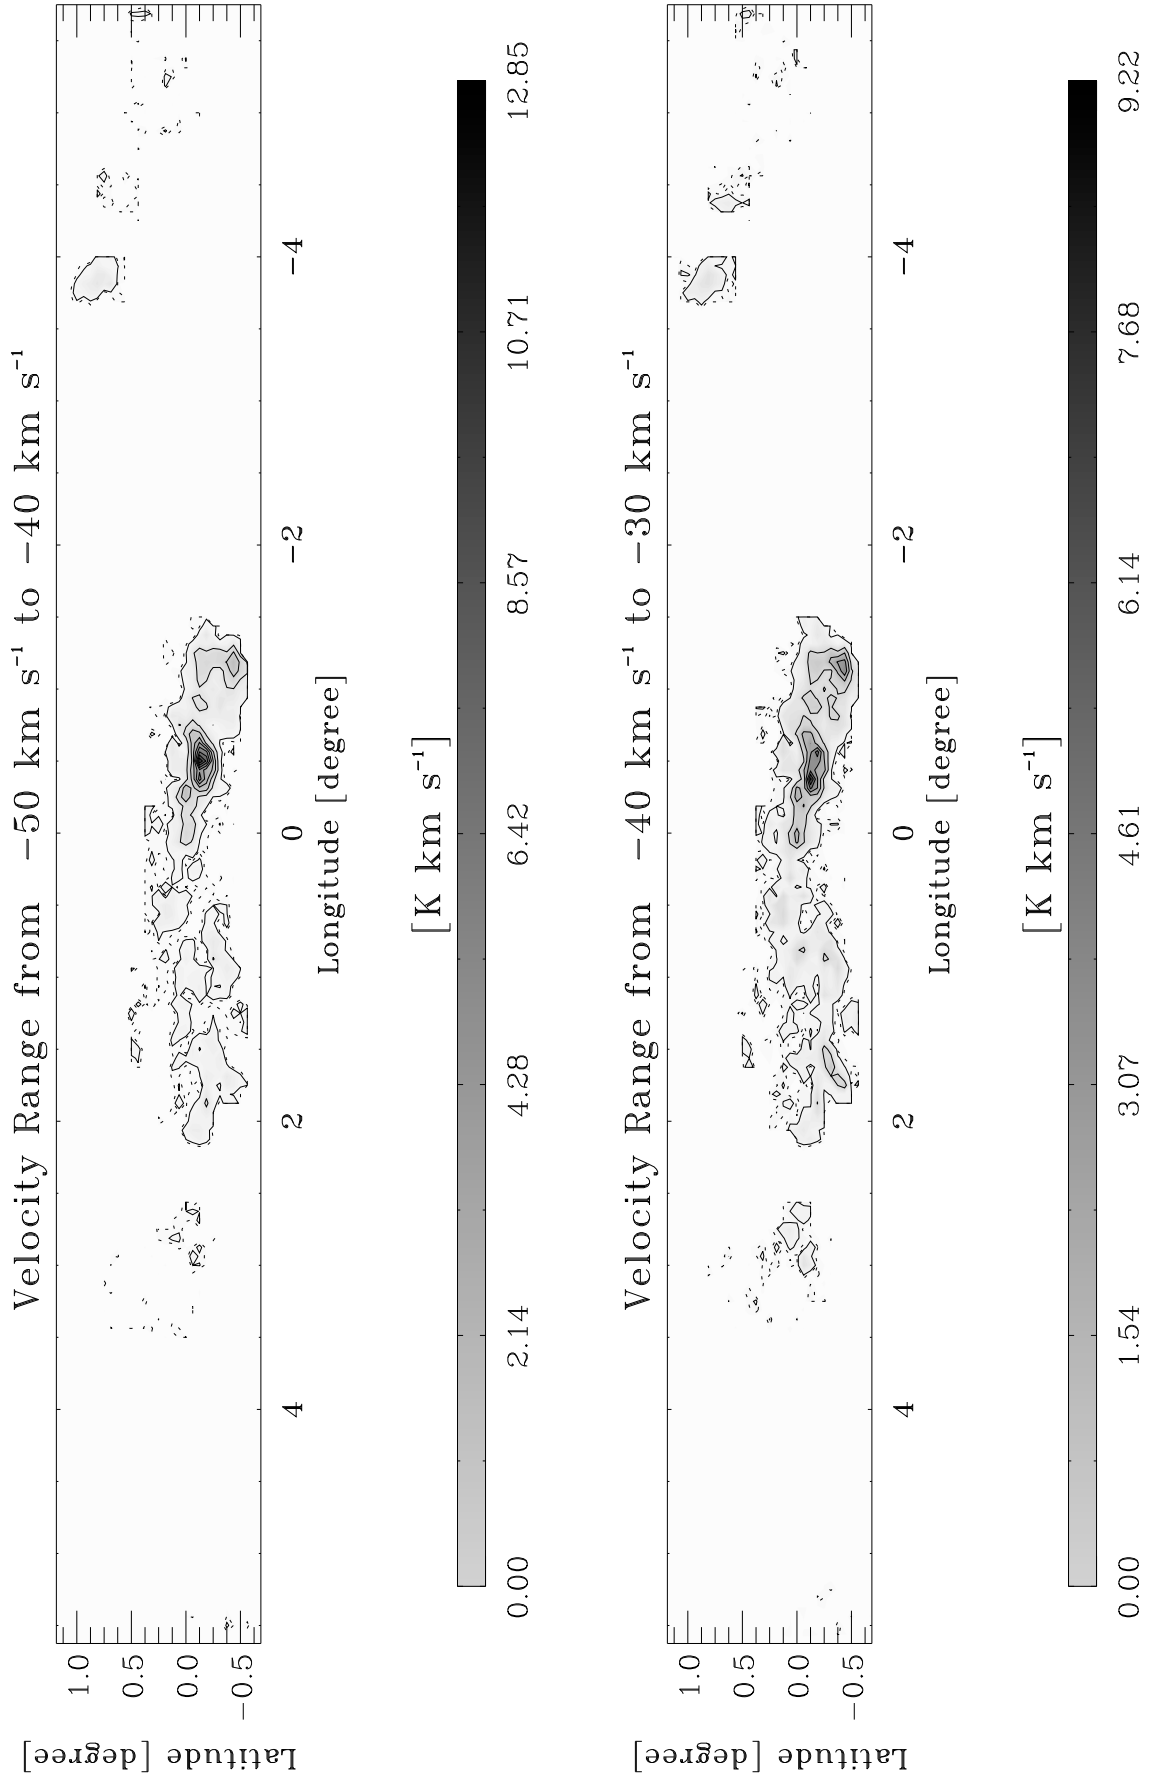 Velocity Range from −50 km s⁻¹ to −40 km s⁻¹
Latitude [degree]
1.0
0.5
0.0
−0.5
4 2 0 −2 −4
Longitude [degree]
[K km s⁻¹]
0.00 2.14 4.28 6.42 8.57 10.71 12.85
Velocity Range from −40 km s⁻¹ to −30 km s⁻¹
Latitude [degree]
1.0
0.5
0.0
−0.5
4 2 0 −2 −4
Longitude [degree]
[K km s⁻¹]
0.00 1.54 3.07 4.61 6.14 7.68 9.22